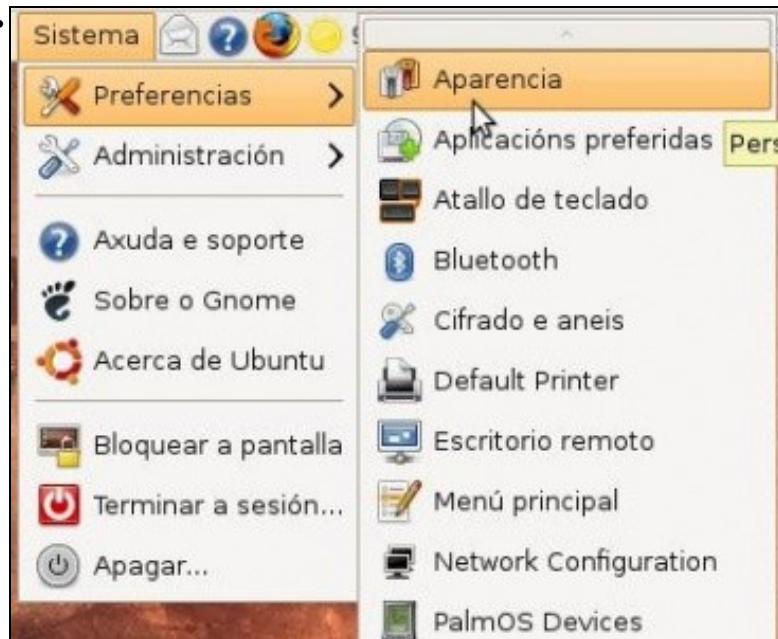 Sistema
Preferencias
Administración
Axuda e soporte
Sobre o Gnome
Acerca de Ubuntu
Bloquear a pantalla
Terminar a sesión...
Apagar...
Aparencia
Aplicacións preferidas
Pers
Atallo de teclado
Bluetooth
Cifrado e aneis
Default Printer
Escritorio remoto
Menú principal
Network Configuration
PalmOS Devices